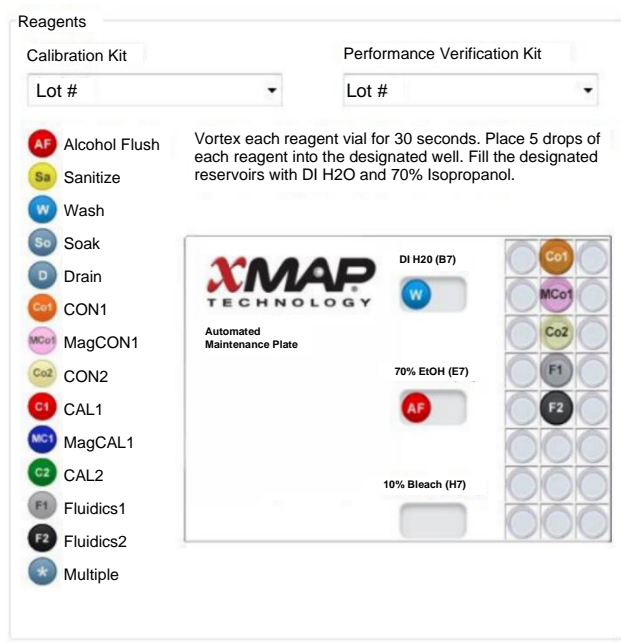 Reagents
Calibration Kit
Performance Verification Kit
Lot #
Lot #
AF Alcohol Flush
Sa Sanitize
W Wash
So Soak
D Drain
Co1 CON1
MCo1 MagCON1
Co2 CON2
C1 CAL1
MC1 MagCAL1
C2 CAL2
F1 Fluidics1
F2 Fluidics2
* Multiple
Vortex each reagent vial for 30 seconds. Place 5 drops of
each reagent into the designated well. Fill the designated
reservoirs with DI H2O and 70% Isopropanol.
xMAP
TECHNOLOGY
Automated
Maintenance Plate
DI H20 (B7)
W
70% EtOH (E7)
AF
10% Bleach (H7)
Co1
MCo1
Co2
F1
F2